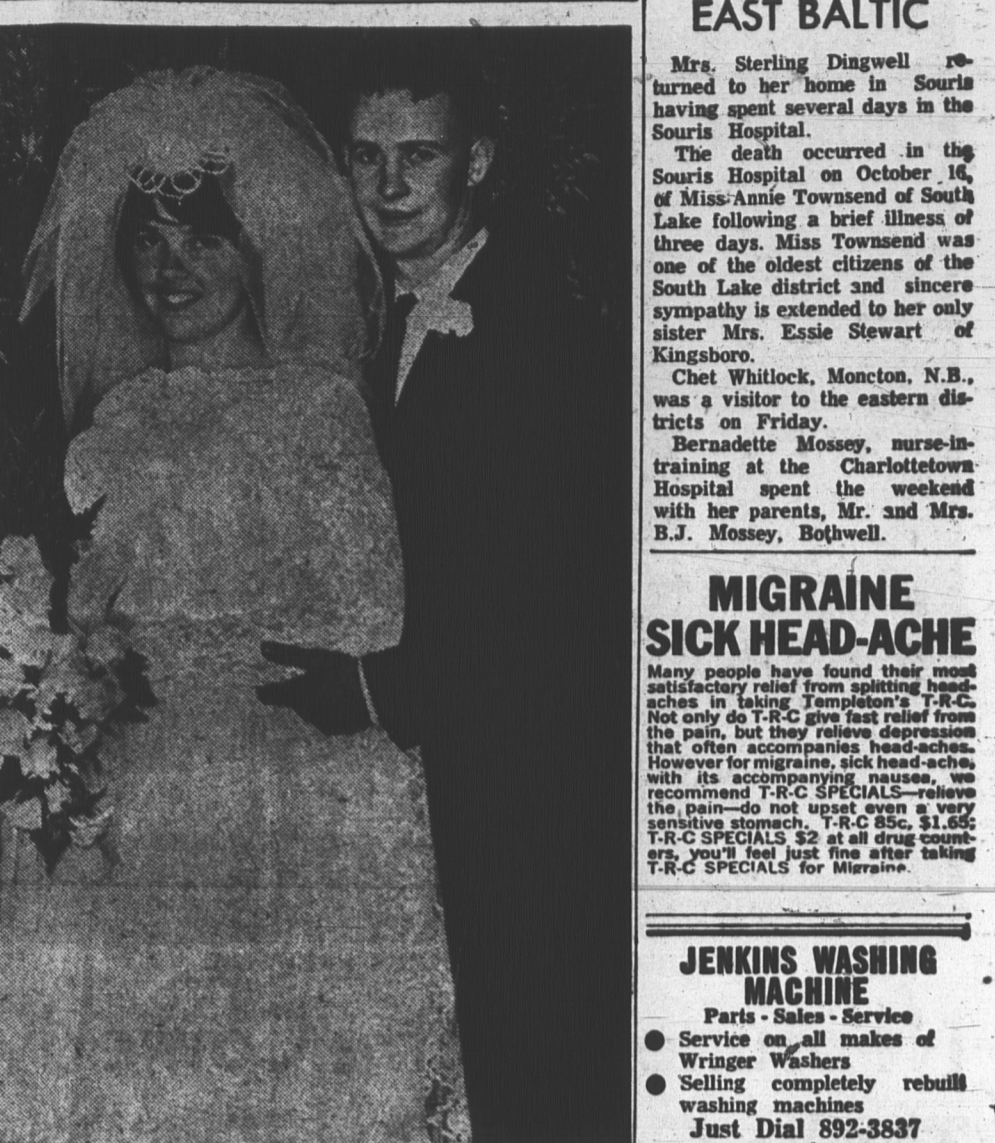 EAST BALTIC
Mrs. Sterling Dingwell re-
turned to her home in Souris
having spent several days in the
Souris Hospital.
The death occurred in the
Souris Hospital on October 16,
of Miss Annie Townsend of South
Lake following a brief illness of
three days. Miss Townsend was
one of the oldest citizens of the
South Lake district and sincere
sympathy is extended to her only
sister Mrs. Essie Stewart of
Kingsboro.
Chet Whitlock, Moncton, N.B.,
was a visitor to the eastern dis-
tricts on Friday.
Bernadette Mossey, nurse-in-
training at the Charlottetown
Hospital spent the weekend
with her parents, Mr. and Mrs.
B.J. Mossey, Bothwell.
MIGRAINE
SICK HEAD-ACHE
Many people have found their most
satisfactory relief from splitting head-
aches in taking Templeton's T-R-C.
Not only do T-R-C give fast relief from
the pain, but they relieve depression
that often accompanies head-aches.
However for migraine, sick head-ache,
with its accompanying nausea, we
recommend T-R-C SPECIALS—relieve
the pain—do not upset even a very
sensitive stomach. T-R-C 85c, $1.65;
T-R-C SPECIALS $2 at all drug count-
ers, you'll feel just fine after taking
T-R-C SPECIALS for Migraine.
JENKINS WASHING
MACHINE
Parts - Sales - Service
● Service on all makes of
Wringer Washers
● Selling completely rebuilt
washing machines
Just Dial 892-3837